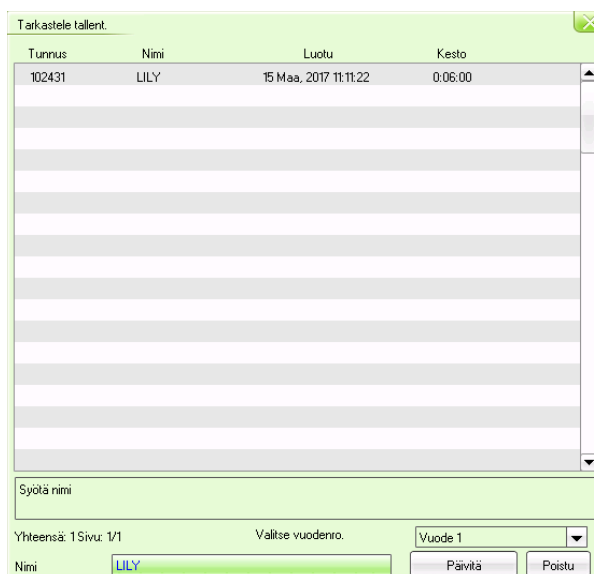 Tarkastele tallent.
Tunnus Nimi Luotu Kesto
102431 LILY 15 Maa, 2017 11:11:22 0:06:00
Syötä nimi
Yhteensä: 1 Sivu: 1/1 Valitse vuodenro. Vuode 1
Nimi LILY Päivitä Poistu